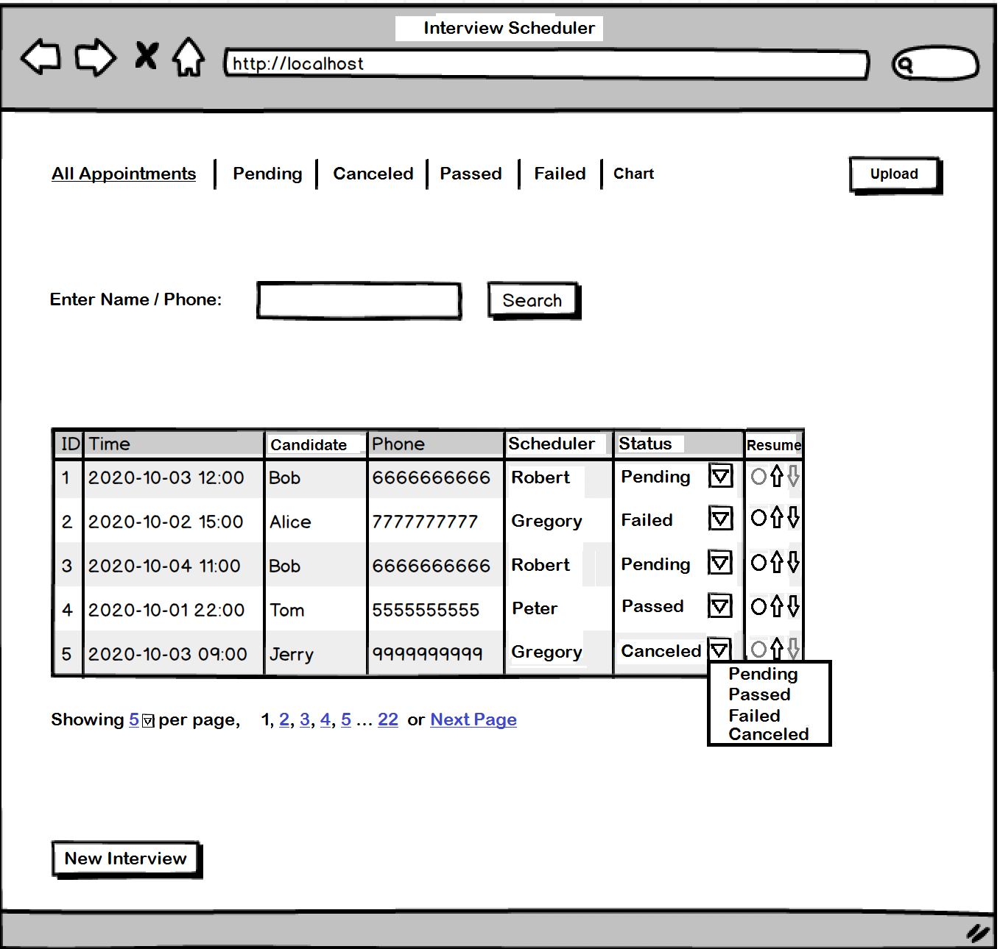 Interview Scheduler
http://localhost
All Appointments Pending Canceled Passed Failed Chart Upload
Enter Name / Phone: Search
ID Time Candidate Phone Scheduler Status Resume
1 2020-10-03 12:00 Bob 6666666666 Robert Pending
2 2020-10-02 15:00 Alice 7777777777 Gregory Failed
3 2020-10-04 11:00 Bob 6666666666 Robert Pending
4 2020-10-01 22:00 Tom 5555555555 Peter Passed
5 2020-10-03 09:00 Jerry 9999999999 Gregory Canceled
Pending
Passed
Failed
Canceled
Showing 5 per page, 1, 2, 3, 4, 5 ... 22 or Next Page
New Interview